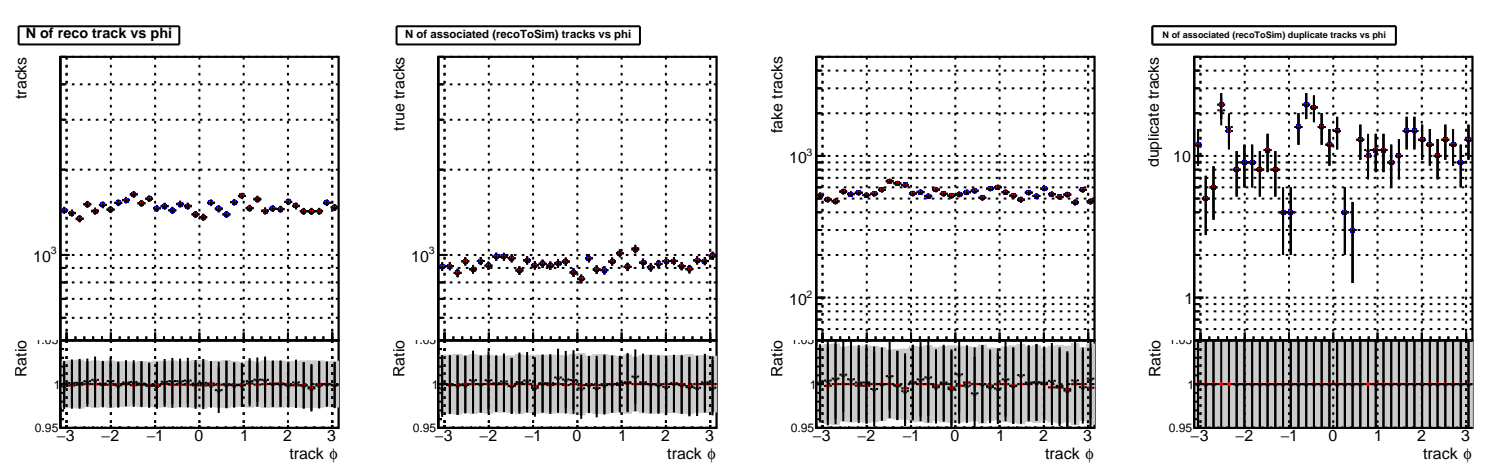 N of reco track vs phi
tracks
10³
Ratio
1
0.95
−3 −2 −1 0 1 2 3
track ϕ
N of associated (recoToSim) tracks vs phi
true tracks
10³
Ratio
1
0.95
−3 −2 −1 0 1 2 3
track ϕ
fake tracks
10³
10²
Ratio
1
0.95
−3 −2 −1 0 1 2 3
track ϕ
N of associated (recoToSim) duplicate tracks vs phi
duplicate tracks
10
1
Ratio
1
0.95
−3 −2 −1 0 1 2 3
track ϕ